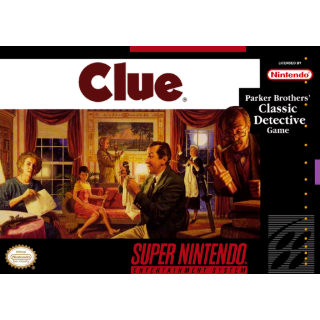 LICENSED BY
Nintendo
Clue®
Parker Brothers'
Classic
Detective
Game
SUPER NINTENDO
ENTERTAINMENT SYSTEM